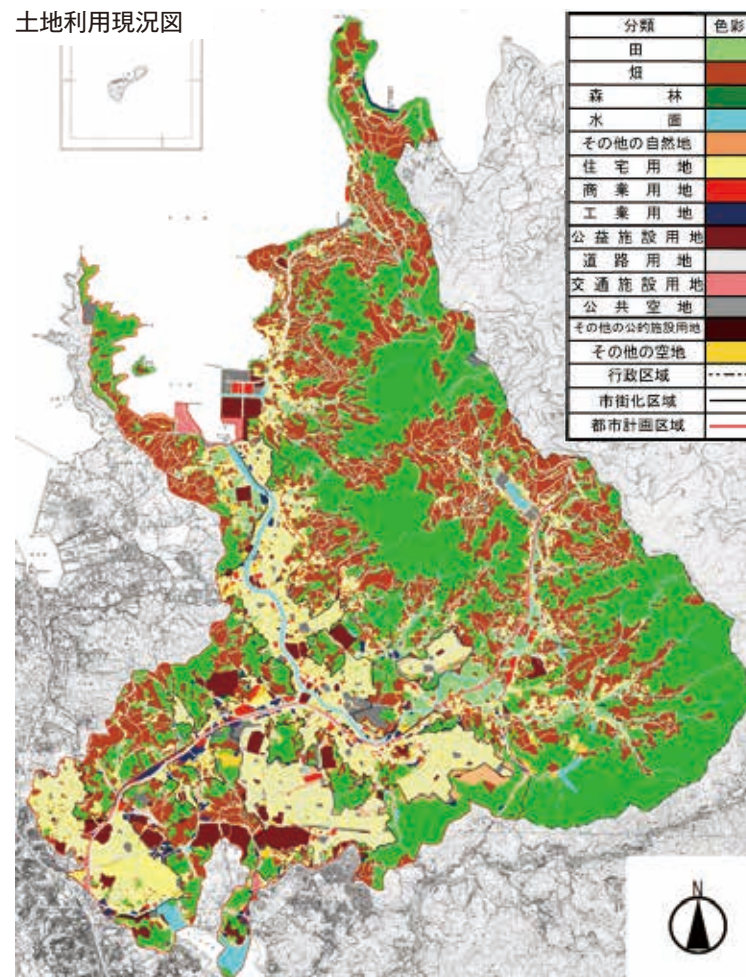 土地利用現況図
分類 色彩
田
畑
森林
水面
その他の自然地
住宅用地
商業用地
工業用地
公益施設用地
道路用地
交通施設用地
公共空地
その他の公的施設用地
その他の空地
行政区域
市街化区域
都市計画区域
N